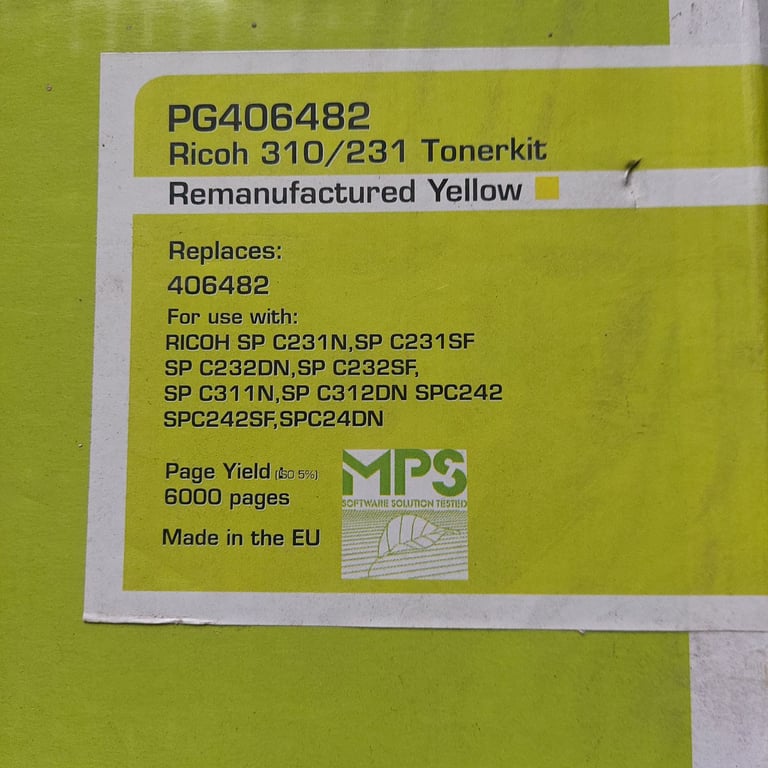 PG406482
Ricoh 310/231 Tonerkit
Remanufactured Yellow
Replaces:
406482
For use with:
RICOH SP C231N,SP C231SF
SP C232DN,SP C232SF,
SP C311N,SP C312DN SPC242
SPC242SF,SPC24DN
Page Yield (ISO 5%)
6000 pages
Made in the EU
MPS
SOFTWARE SOLUTION TESTED